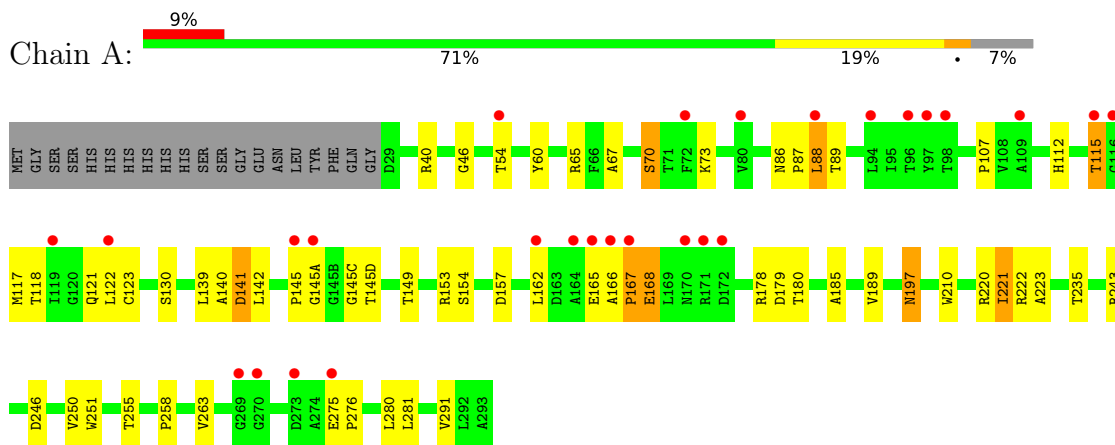 9%
Chain A:
71% 19% • 7%
MET GLY SER SER HIS HIS HIS HIS HIS HIS SER SER GLY GLU ASN LEU TYR PHE GLN GLY D29 R40 G46 T54 Y60 R65 F66 A67 S70 T71 F72 K73 V80 N86 P87 L88 T89 L94 I95 T96 Y97 T98 P107 V108 A109 H112 T115 G116
M117 T118 I119 G120 Q121 L122 C123 S130 L139 A140 D141 L142 P145 G145A G145B G145C T145D T149 R153 S154 D157 L162 D163 A164 E165 A166 P167 E168 L169 N170 R171 D172 R178 D179 T180 A185 V189 N197 W210 R220 I221 R222 A223 T235
D246 V250 W251 T255 P258 V263 G269 G270 D273 A274 E275 P276 L280 L281 V291 L292 A293